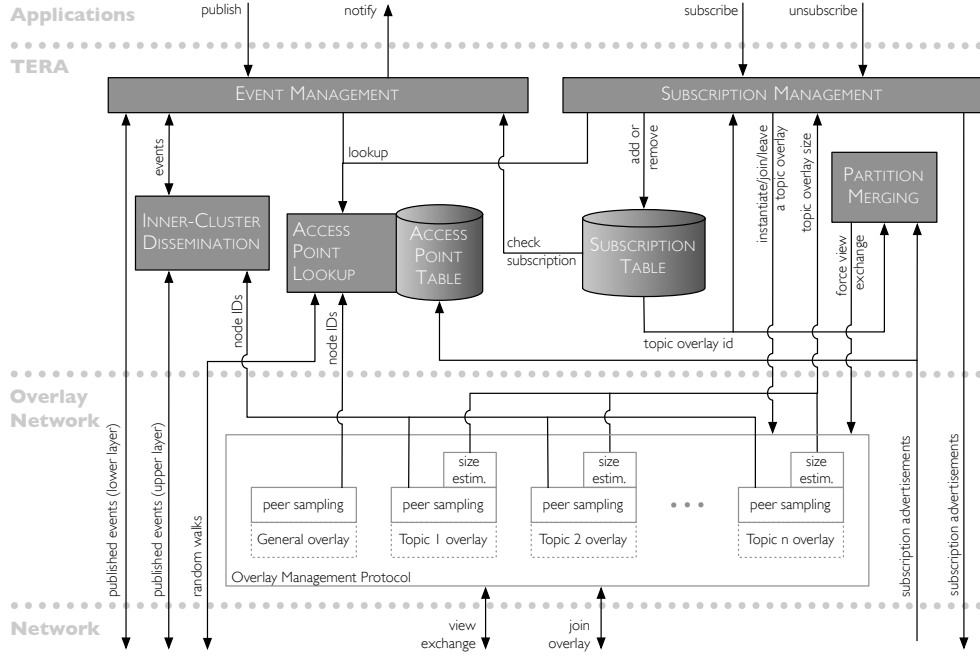 Applications
publish
notify
subscribe
unsubscribe
TERA
EVENT MANAGEMENT
SUBSCRIPTION MANAGEMENT
events
lookup
add or
remove
instantiate/join/leave
a topic overlay
topic overlay size
PARTITION
MERGING
INNER-CLUSTER
DISSEMINATION
ACCESS
POINT
LOOKUP
ACCESS
POINT
TABLE
check
subscription
SUBSCRIPTION
TABLE
force view
exchange
node IDs
node IDs
topic overlay id
Overlay
Network
published events (lower layer)
published events (upper layer)
random walks
size
estim.
size
estim.
size
estim.
peer sampling
peer sampling
peer sampling
peer sampling
General overlay
Topic 1 overlay
Topic 2 overlay
Topic n overlay
Overlay Management Protocol
subscription advertisements
subscription advertisements
Network
view
exchange
join
overlay